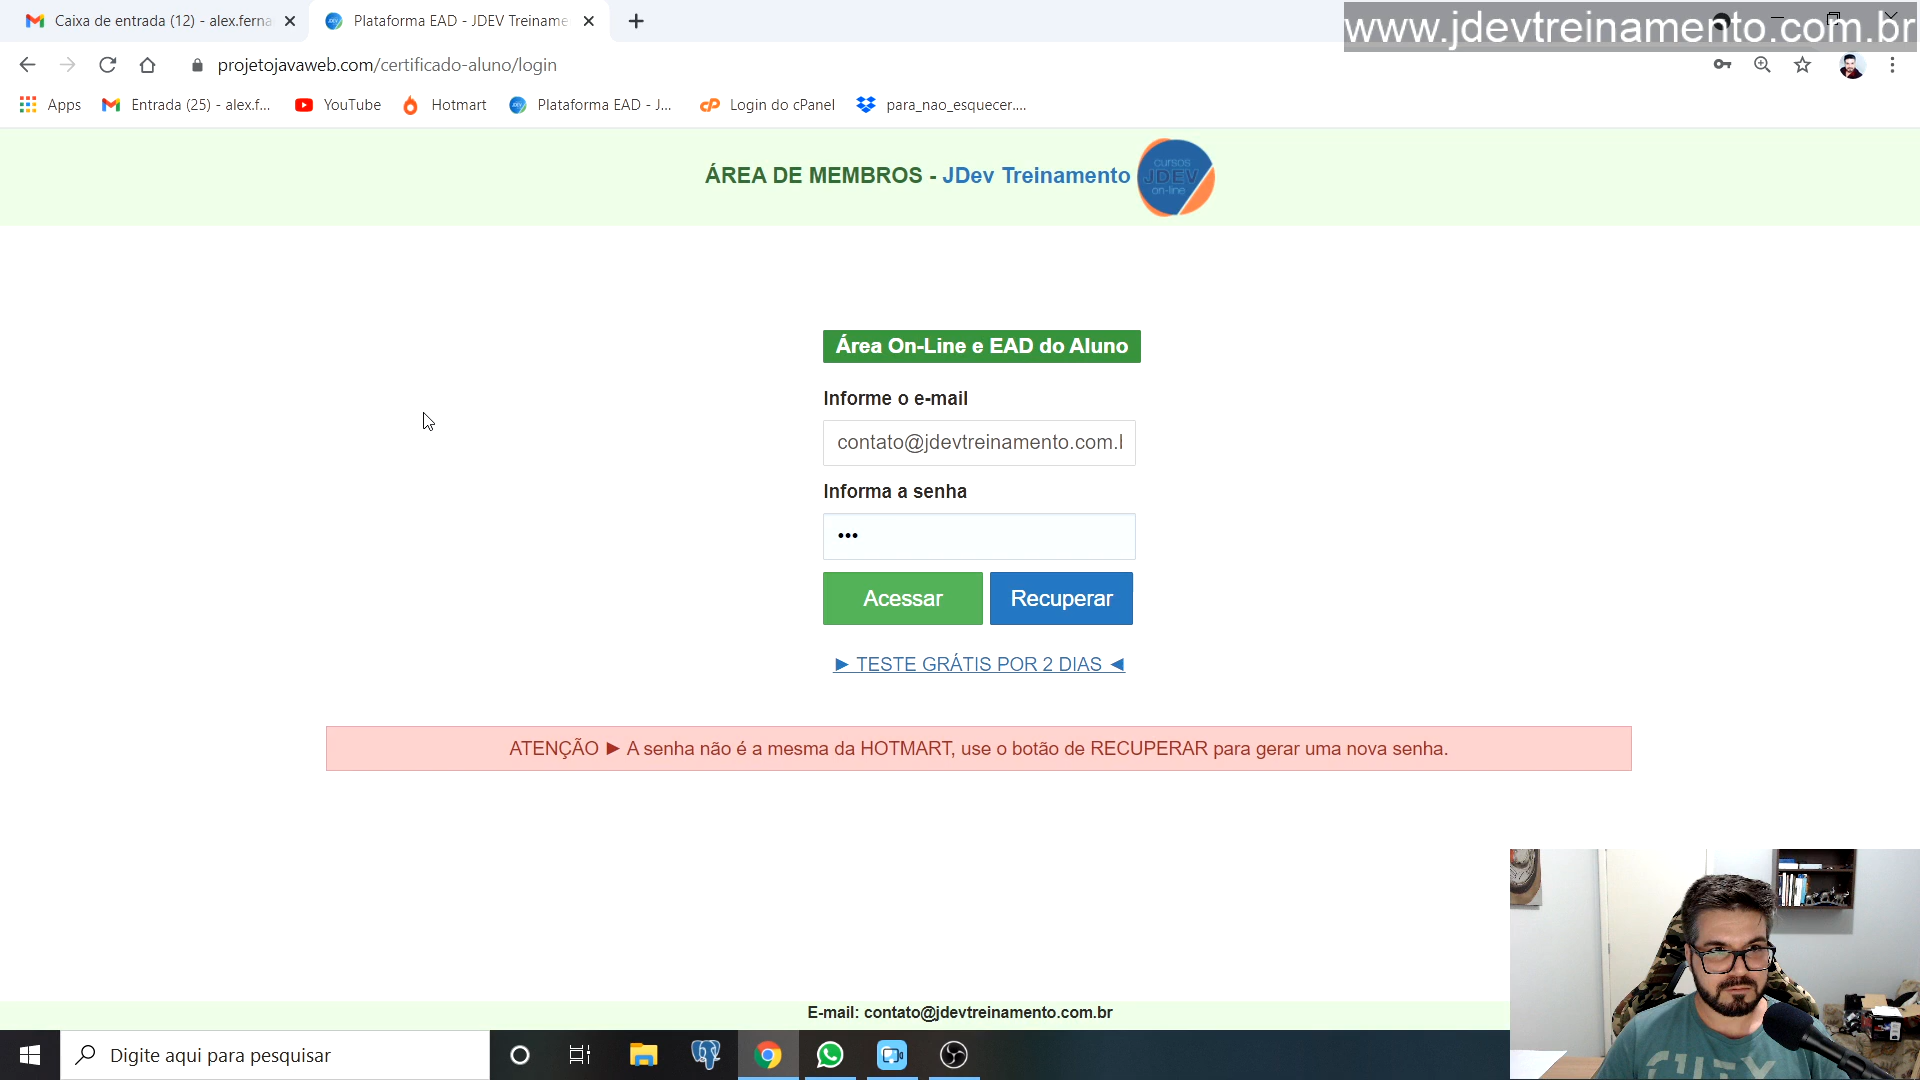 Caixa de entrada (12) - alex.ferna
Plataforma EAD - JDEV Treiname
www.jdevtreinamento.com.br
projetojavaweb.com/certificado-aluno/login
Apps
Entrada (25) - alex.f...
YouTube
Hotmart
Plataforma EAD - J...
Login do cPanel
para_nao_esquecer....
ÁREA DE MEMBROS - JDev Treinamento
cursos
JDEV
on-line
Área On-Line e EAD do Aluno
Informe o e-mail
contato@jdevtreinamento.com.l
Informa a senha
•••
Acessar
Recuperar
► TESTE GRÁTIS POR 2 DIAS ◄
ATENÇÃO ► A senha não é a mesma da HOTMART, use o botão de RECUPERAR para gerar uma nova senha.
E-mail: contato@jdevtreinamento.com.br
Digite aqui para pesquisar